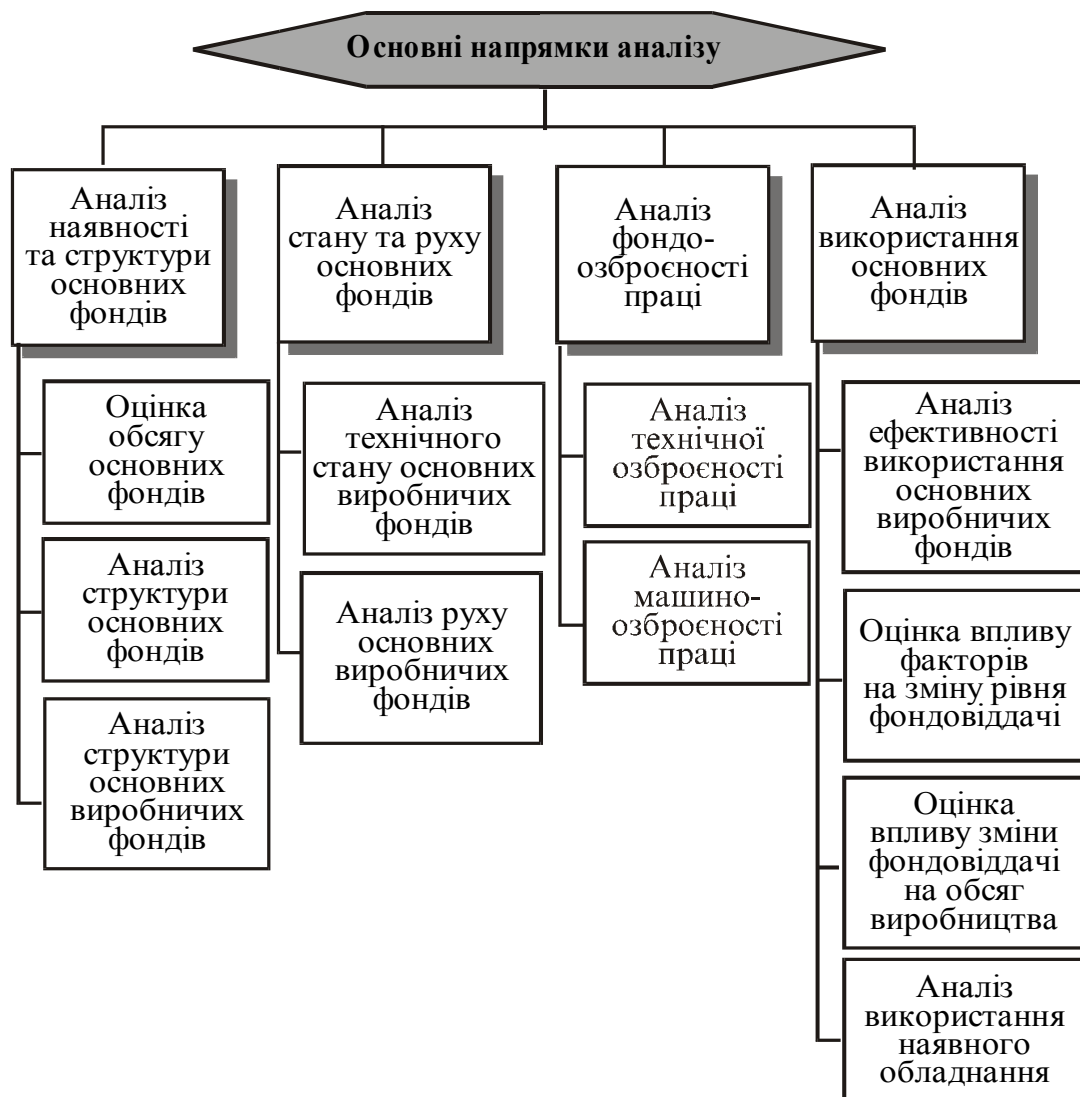 Основні напрямки аналізу
Аналіз
наявності
та структури
основних
фондів
Оцінка
обсягу
основних
фондів
Аналіз
структури
основних
фондів
Аналіз
структури
основних
виробничих
фондів
Аналіз
стану та руху
основних
фондів
Аналіз
технічного
стану основних
виробничих
фондів
Аналіз руху
основних
виробничих
фондів
Аналіз
фондо-
озброєності
праці
Аналіз
технічної
озброєності
праці
Аналіз
машино-
озброєності
праці
Аналіз
використання
основних
фондів
Аналіз
ефективності
використання
основних
виробничих
фондів
Оцінка впливу
факторів
на зміну рівня
фондовіддачі
Оцінка
впливу зміни
фондовіддачі
на обсяг
виробництва
Аналіз
використання
наявного
обладнання